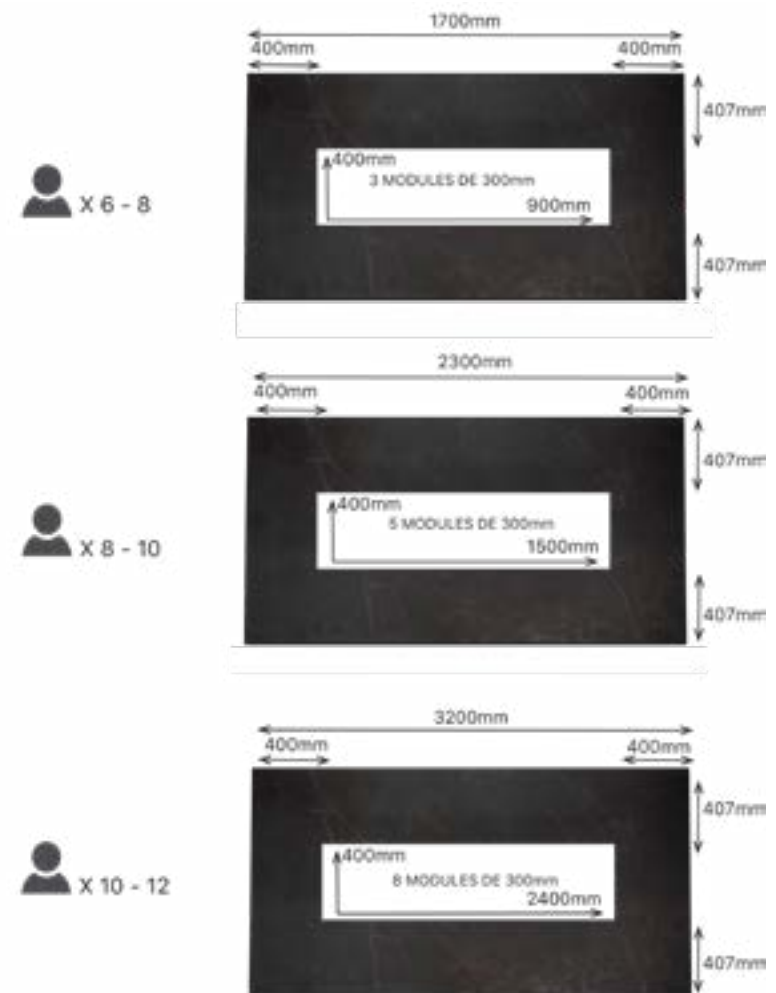 1700mm
400mm 400mm
407mm
400mm
3 MODULES DE 300mm
X 6 - 8
900mm
407mm
2300mm
400mm 400mm
407mm
400mm
5 MODULES DE 300mm
X 8 - 10
1500mm
407mm
3200mm
400mm 400mm
407mm
400mm
8 MODULES DE 300mm
X 10 - 12
2400mm
407mm